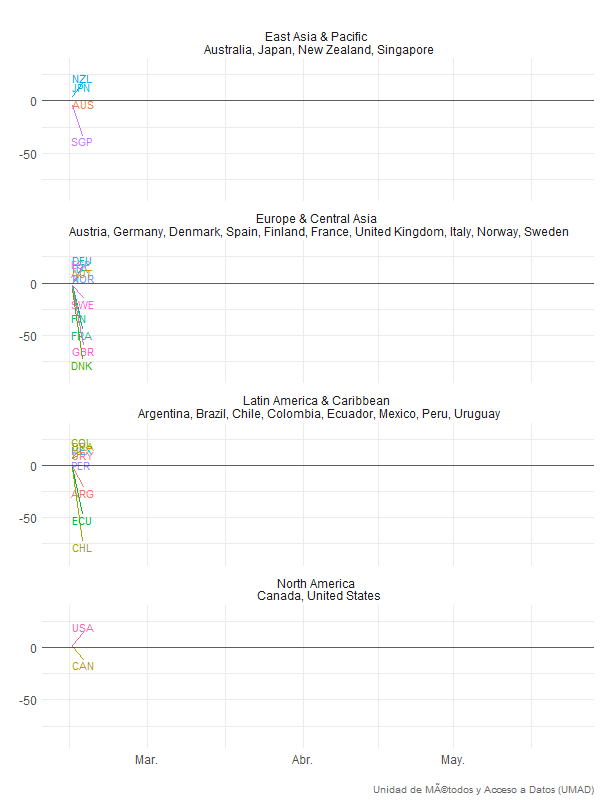 East Asia & Pacific
Australia, Japan, New Zealand, Singapore
NZL
JPN
0
AUS
SGP
-50
Europe & Central Asia
Austria, Germany, Denmark, Spain, Finland, France, United Kingdom, Italy, Norway, Sweden
DEU
AUT
NOR
0
SWE
FIN
FRA
-50
GBR
DNK
Latin America & Caribbean
Argentina, Brazil, Chile, Colombia, Ecuador, Mexico, Peru, Uruguay
COL
URY
PER
0
ARG
ECU
-50
CHL
North America
Canada, United States
USA
0
CAN
-50
Mar.
Abr.
May.
Unidad de MÃ©todos y Acceso a Datos (UMAD)